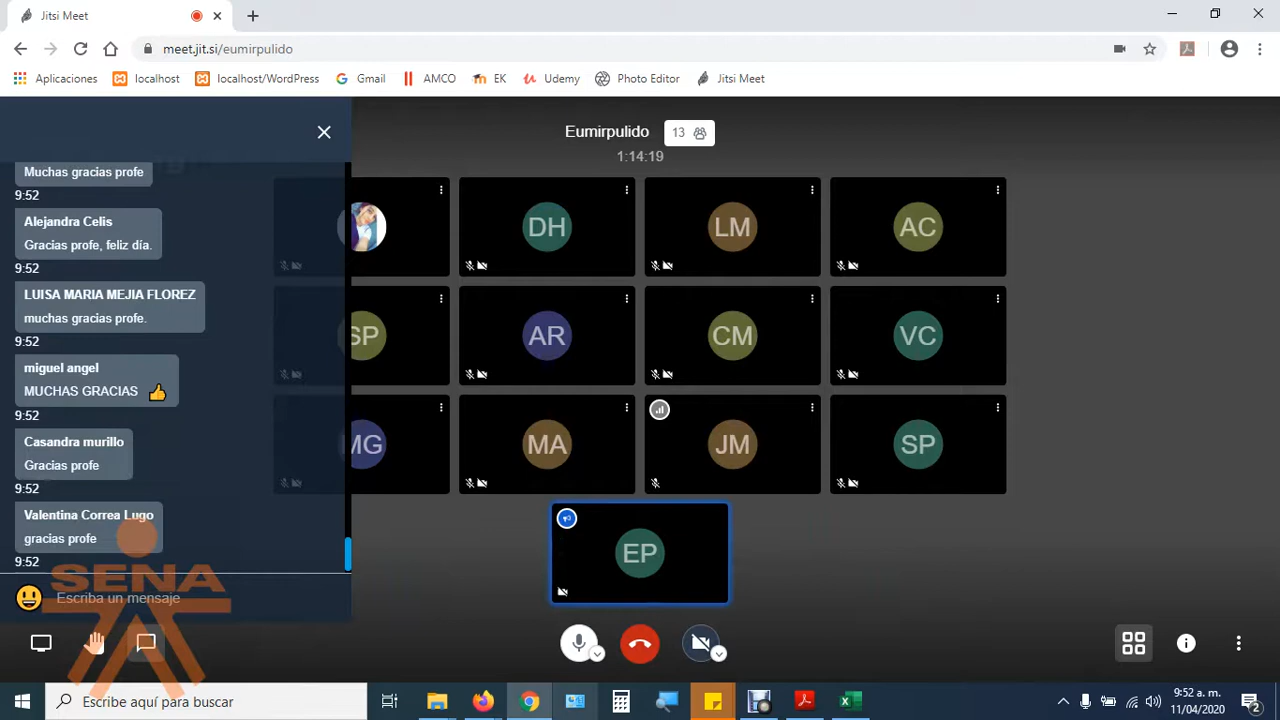 Jitsi Meet
meet.jit.si/eumirpulido
Aplicaciones localhost localhost/WordPress Gmail AMCO EK Udemy Photo Editor Jitsi Meet
Eumirpulido 13
1:14:19
Muchas gracias profe
9:52
Alejandra Celis
Gracias profe, feliz día.
9:52
LUISA MARIA MEJIA FLOREZ
muchas gracias profe.
9:52
miguel angel
MUCHAS GRACIAS 👍
9:52
Casandra murillo
Gracias profe
9:52
Valentina Correa Lugo
gracias profe
9:52
SENA
Escriba un mensaje
DH LM AC
SP AR CM VC
MG MA JM SP
EP
Escribe aquí para buscar
9:52 a. m.
11/04/2020
2